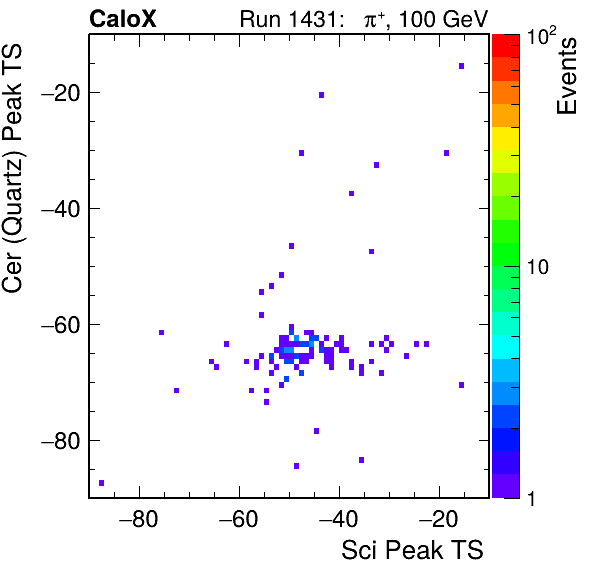 CaloX Run 1431: π⁺, 100 GeV
Cer (Quartz) Peak TS
−20
−40
−60
−80
−80 −60 −40 −20
Sci Peak TS
10²
10
1
Events